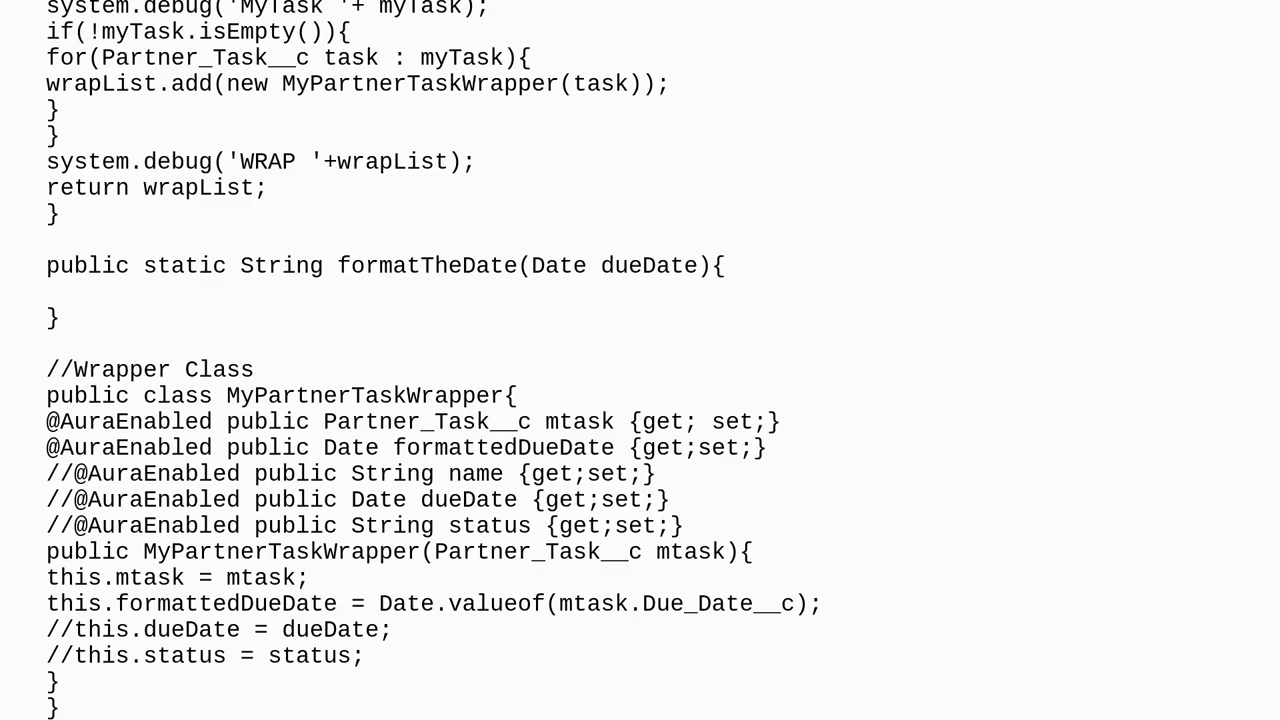 system.debug('MyTask '+ myTask);
if(!myTask.isEmpty()){
for(Partner_Task__c task : myTask){
wrapList.add(new MyPartnerTaskWrapper(task));
}
}
system.debug('WRAP '+wrapList);
return wrapList;
}

public static String formatTheDate(Date dueDate){

}

//Wrapper Class
public class MyPartnerTaskWrapper{
@AuraEnabled public Partner_Task__c mtask {get; set;}
@AuraEnabled public Date formattedDueDate {get;set;}
//@AuraEnabled public String name {get;set;}
//@AuraEnabled public Date dueDate {get;set;}
//@AuraEnabled public String status {get;set;}
public MyPartnerTaskWrapper(Partner_Task__c mtask){
this.mtask = mtask;
this.formattedDueDate = Date.valueof(mtask.Due_Date__c);
//this.dueDate = dueDate;
//this.status = status;
}
}